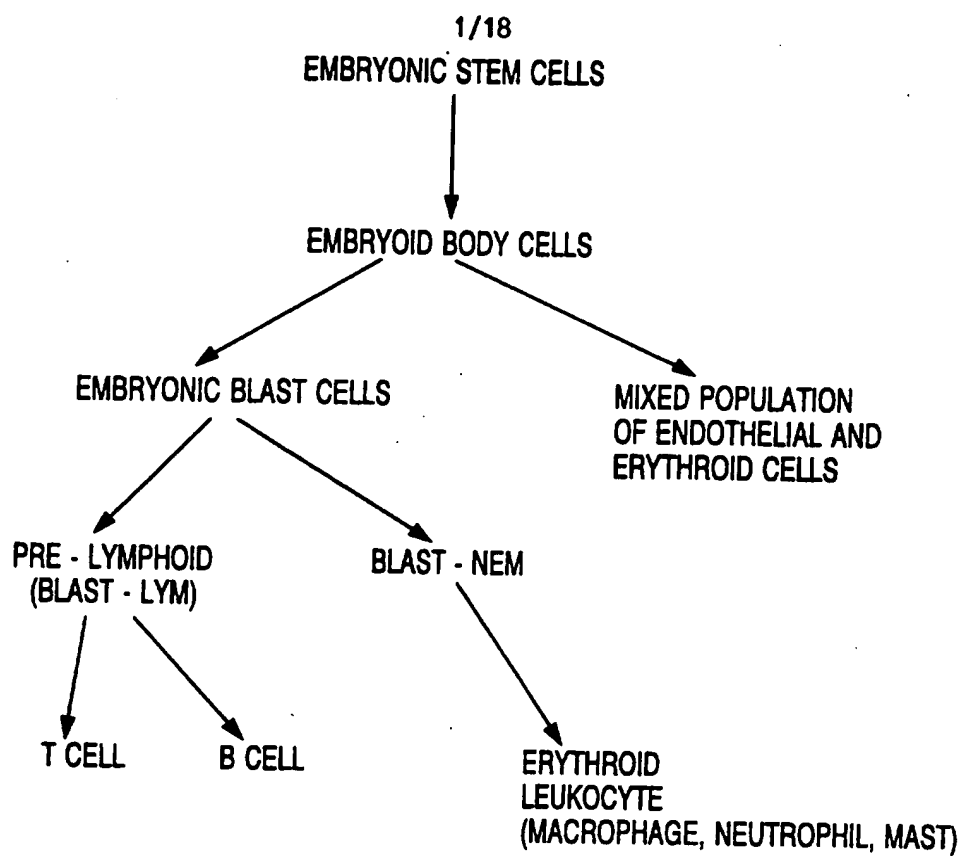 1/18
EMBRYONIC STEM CELLS
EMBRYOID BODY CELLS
EMBRYONIC BLAST CELLS
MIXED POPULATION
OF ENDOTHELIAL AND
ERYTHROID CELLS
PRE - LYMPHOID
(BLAST - LYM)
BLAST - NEM
T CELL
B CELL
ERYTHROID
LEUKOCYTE
(MACROPHAGE, NEUTROPHIL, MAST)